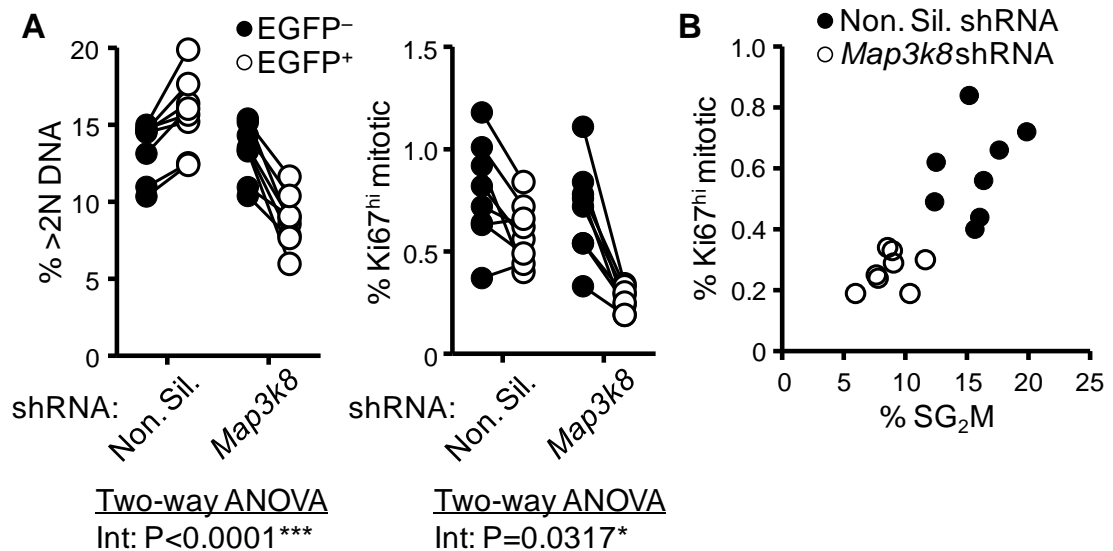 A
EGFP⁻
EGFP⁺
% >2N DNA
20
15
10
5
0
shRNA:
Non. Sil.
Map3k8
Two-way ANOVA
Int: P<0.0001***
% Ki67ʰⁱ mitotic
1.5
1.0
0.5
0
shRNA:
Non. Sil.
Map3k8
Two-way ANOVA
Int: P=0.0317*
B
Non. Sil. shRNA
Map3k8 shRNA
% Ki67ʰⁱ mitotic
1.0
0.8
0.6
0.4
0.2
0
0
5
10
15
20
25
% SG₂M